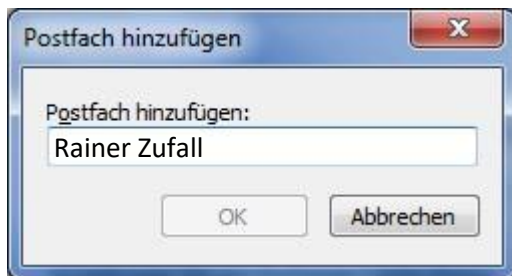 Postfach hinzufügen
Postfach hinzufügen:
Rainer Zufall
OK
Abbrechen